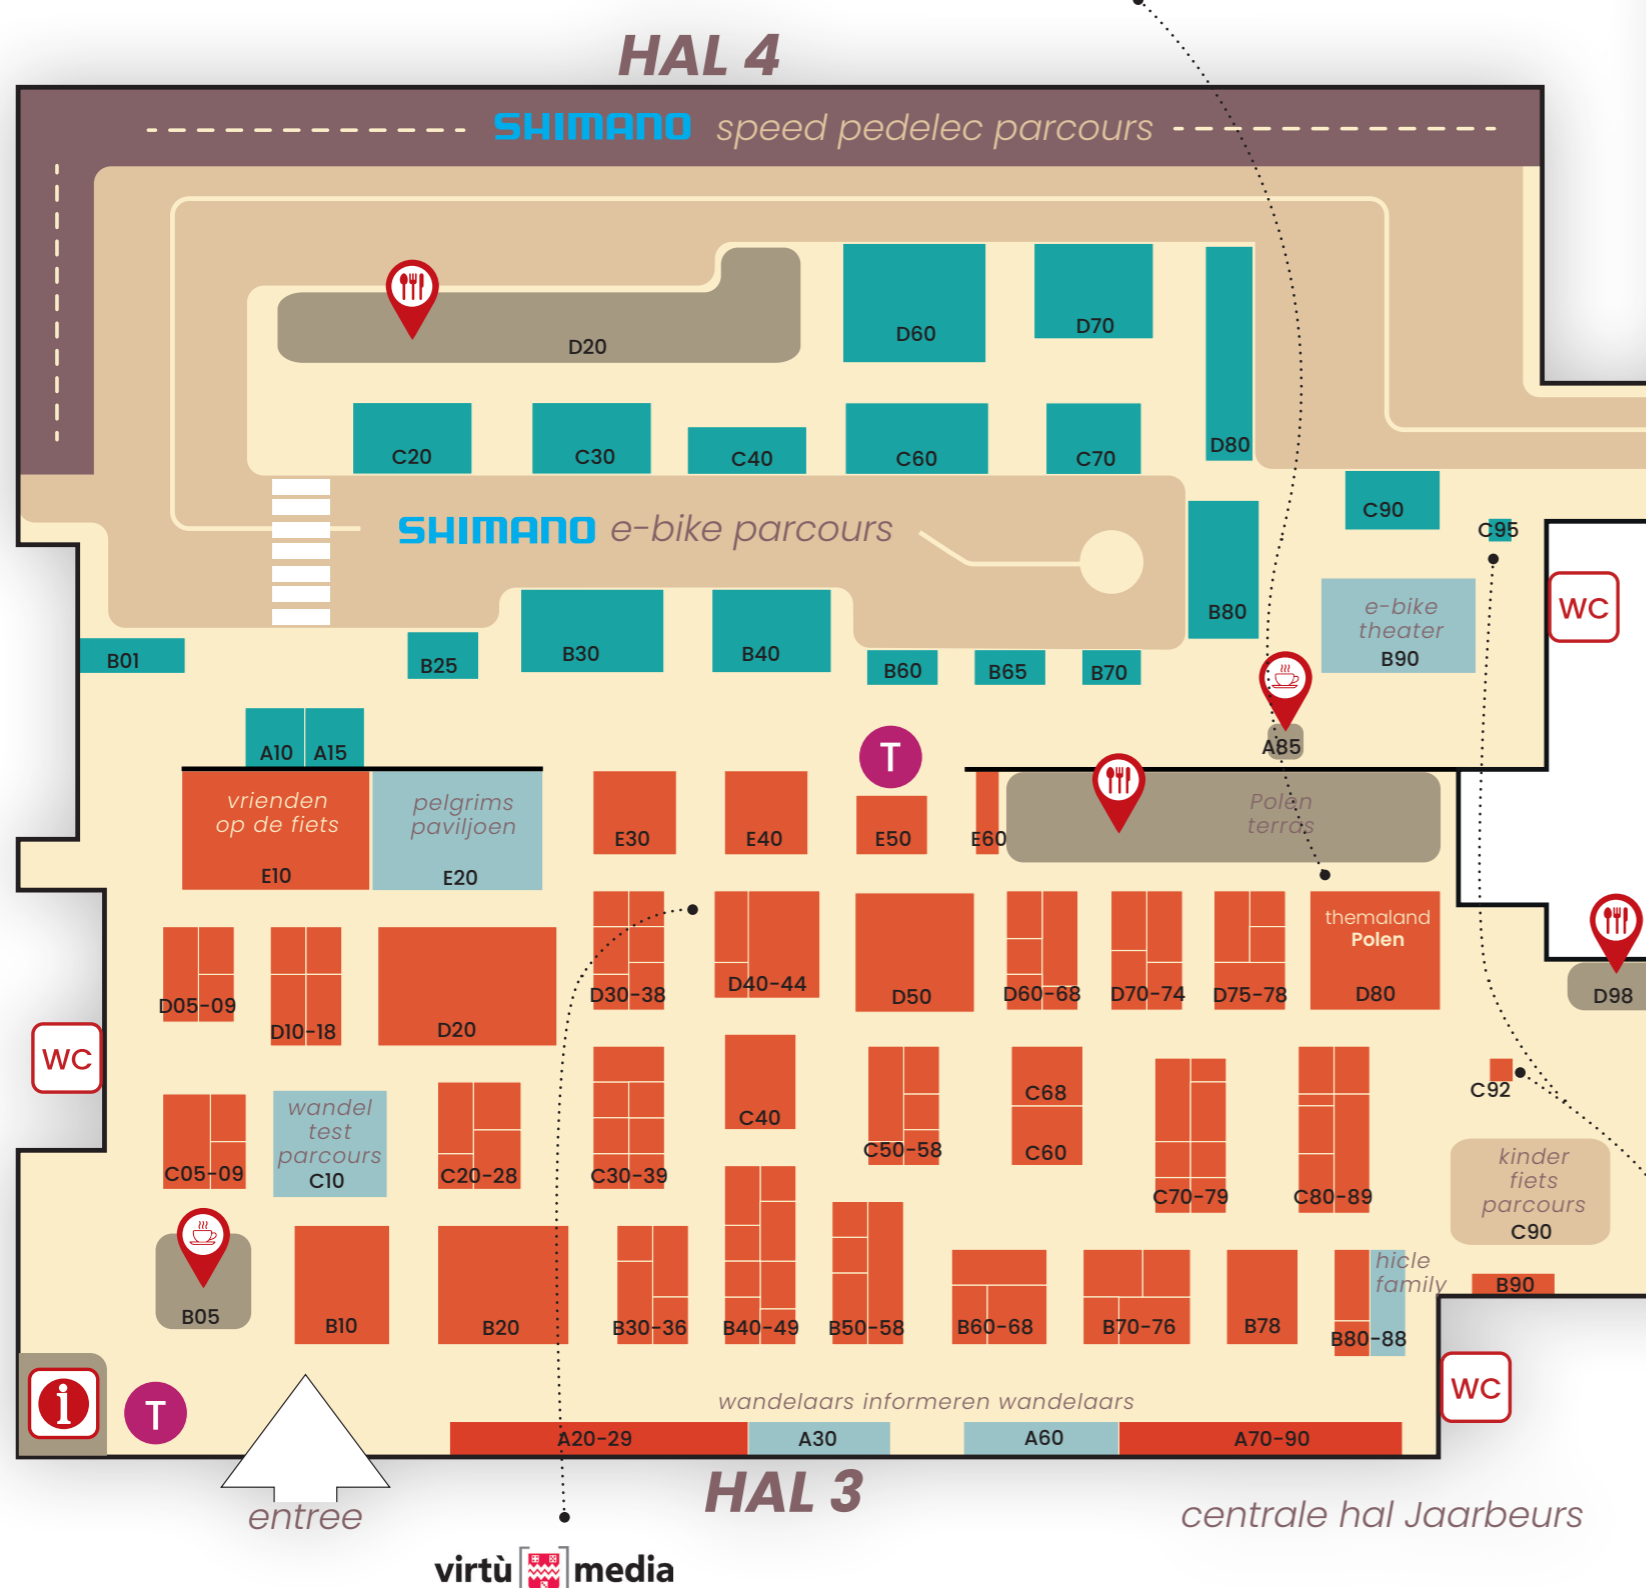 HAL 4
SHIMANO speed pedelec parcours
D20
D60
D70
D80
C20
C30
C40
C60
C70
C90
C95
SHIMANO e-bike parcours
B80
e-bike
theater
B90
WC
B01
B25
B30
B40
B60
B65
B70
A10
A15
T
A85
vrienden
op de fiets
E10
pelgrims
paviljoen
E20
E30
E40
E50
E60
Polen
terras
D05-09
D10-18
D20
D30-38
D40-44
D50
D60-68
D70-74
D75-78
themaland
Polen
D80
D98
WC
C05-09
wandel
test
parcours
C10
C20-28
C30-39
C40
C50-58
C68
C60
C70-79
C80-89
C92
kinder
fiets
parcours
C90
B05
B10
B20
B30-36
B40-49
B50-58
B60-68
B70-76
B78
hicle
family
B80-88
B90
i
T
WC
wandelaars informeren wandelaars
A20-29
A30
A60
A70-90
HAL 3
entree
centrale hal Jaarbeurs
virtù media